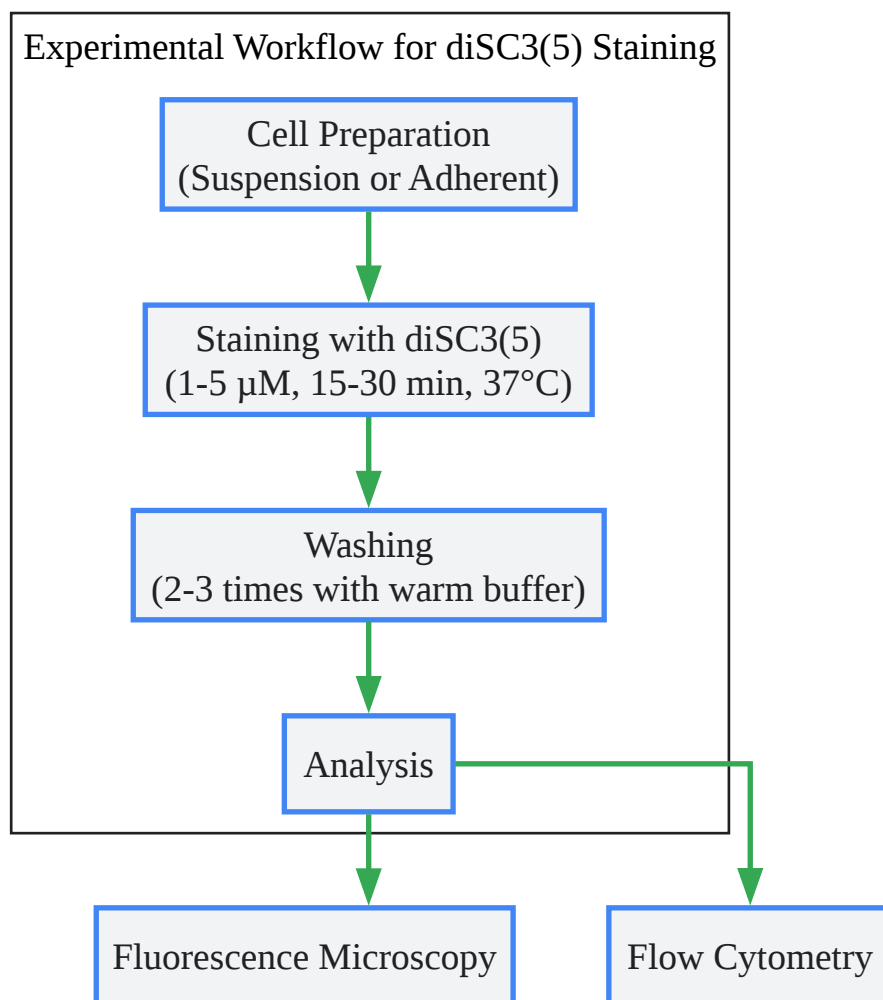 Experimental Workflow for diSC3(5) Staining
Cell Preparation
(Suspension or Adherent)
Staining with diSC3(5)
(1-5 µM, 15-30 min, 37°C)
Washing
(2-3 times with warm buffer)
Analysis
Fluorescence Microscopy
Flow Cytometry